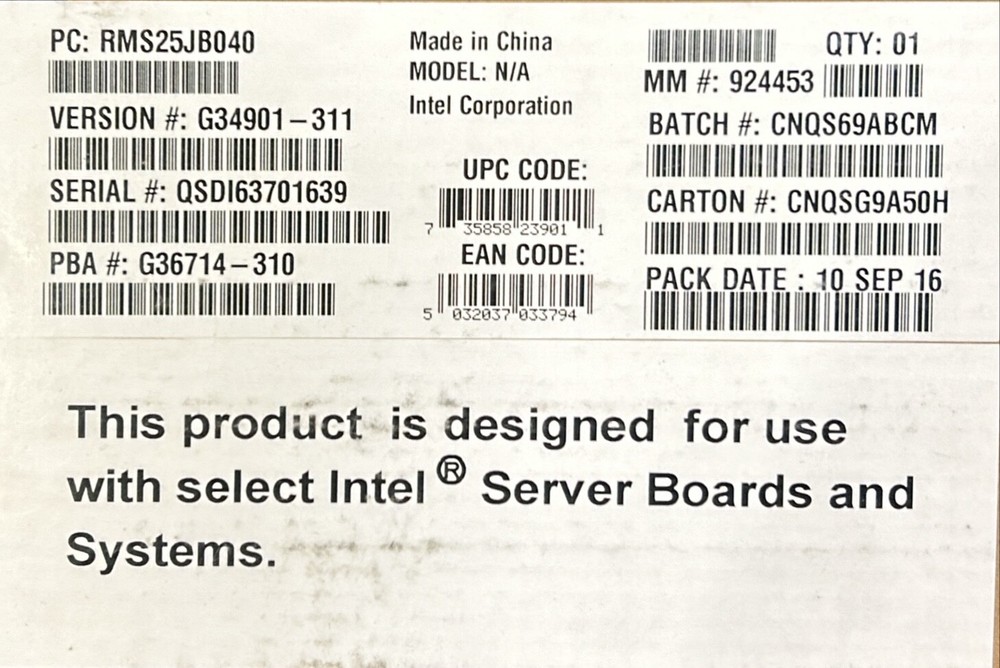 PC: RMS25JB040
VERSION #: G34901-311
SERIAL #: QSDI63701639
PBA #: G36714-310
Made in China
MODEL: N/A
Intel Corporation
UPC CODE:
7 35858 23901 1
EAN CODE:
5 032037 033794
QTY: 01
MM #: 924453
BATCH #: CNQS69ABCM
CARTON #: CNQSG9A50H
PACK DATE : 10 SEP 16
This product is designed for use
with select Intel® Server Boards and
Systems.